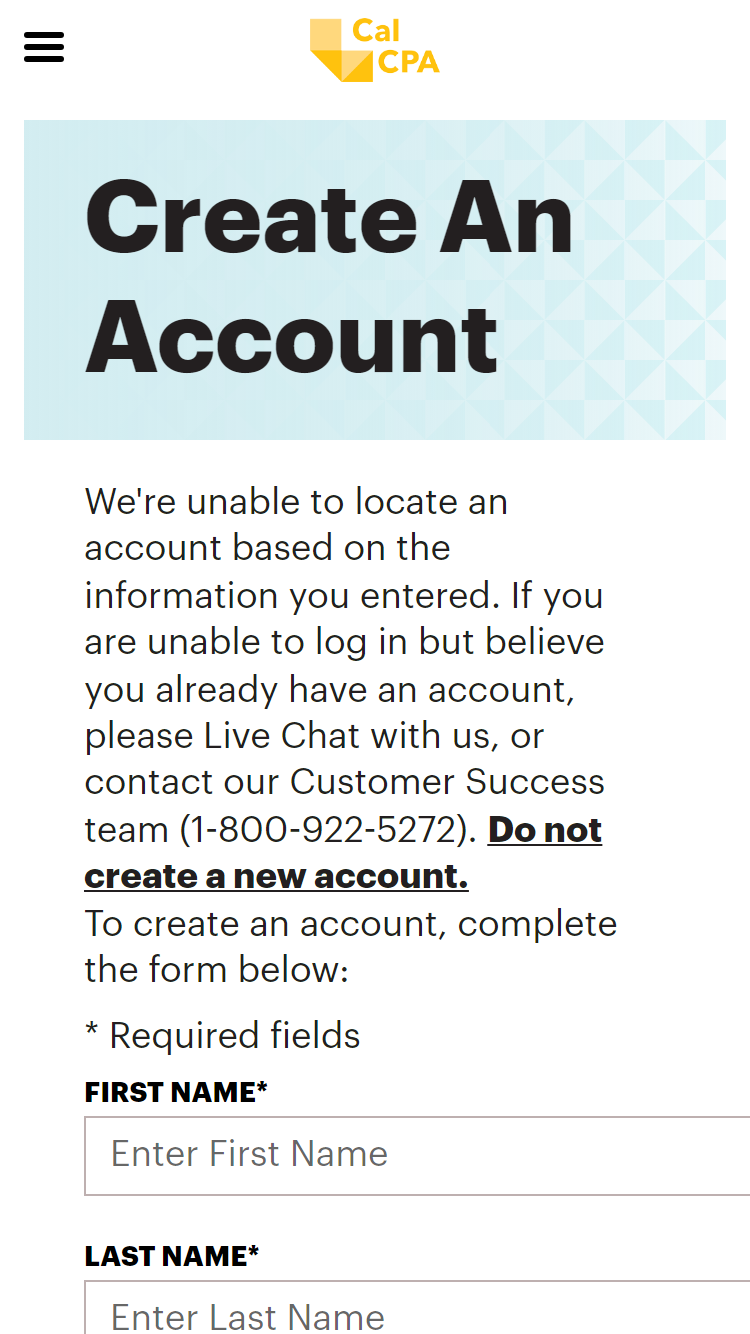 Cal
CPA
Create An
Account
We're unable to locate an
account based on the
information you entered. If you
are unable to log in but believe
you already have an account,
please Live Chat with us, or
contact our Customer Success
team (1-800-922-5272). Do not
create a new account.
To create an account, complete
the form below:
* Required fields
FIRST NAME*
Enter First Name
LAST NAME*
Enter Last Name